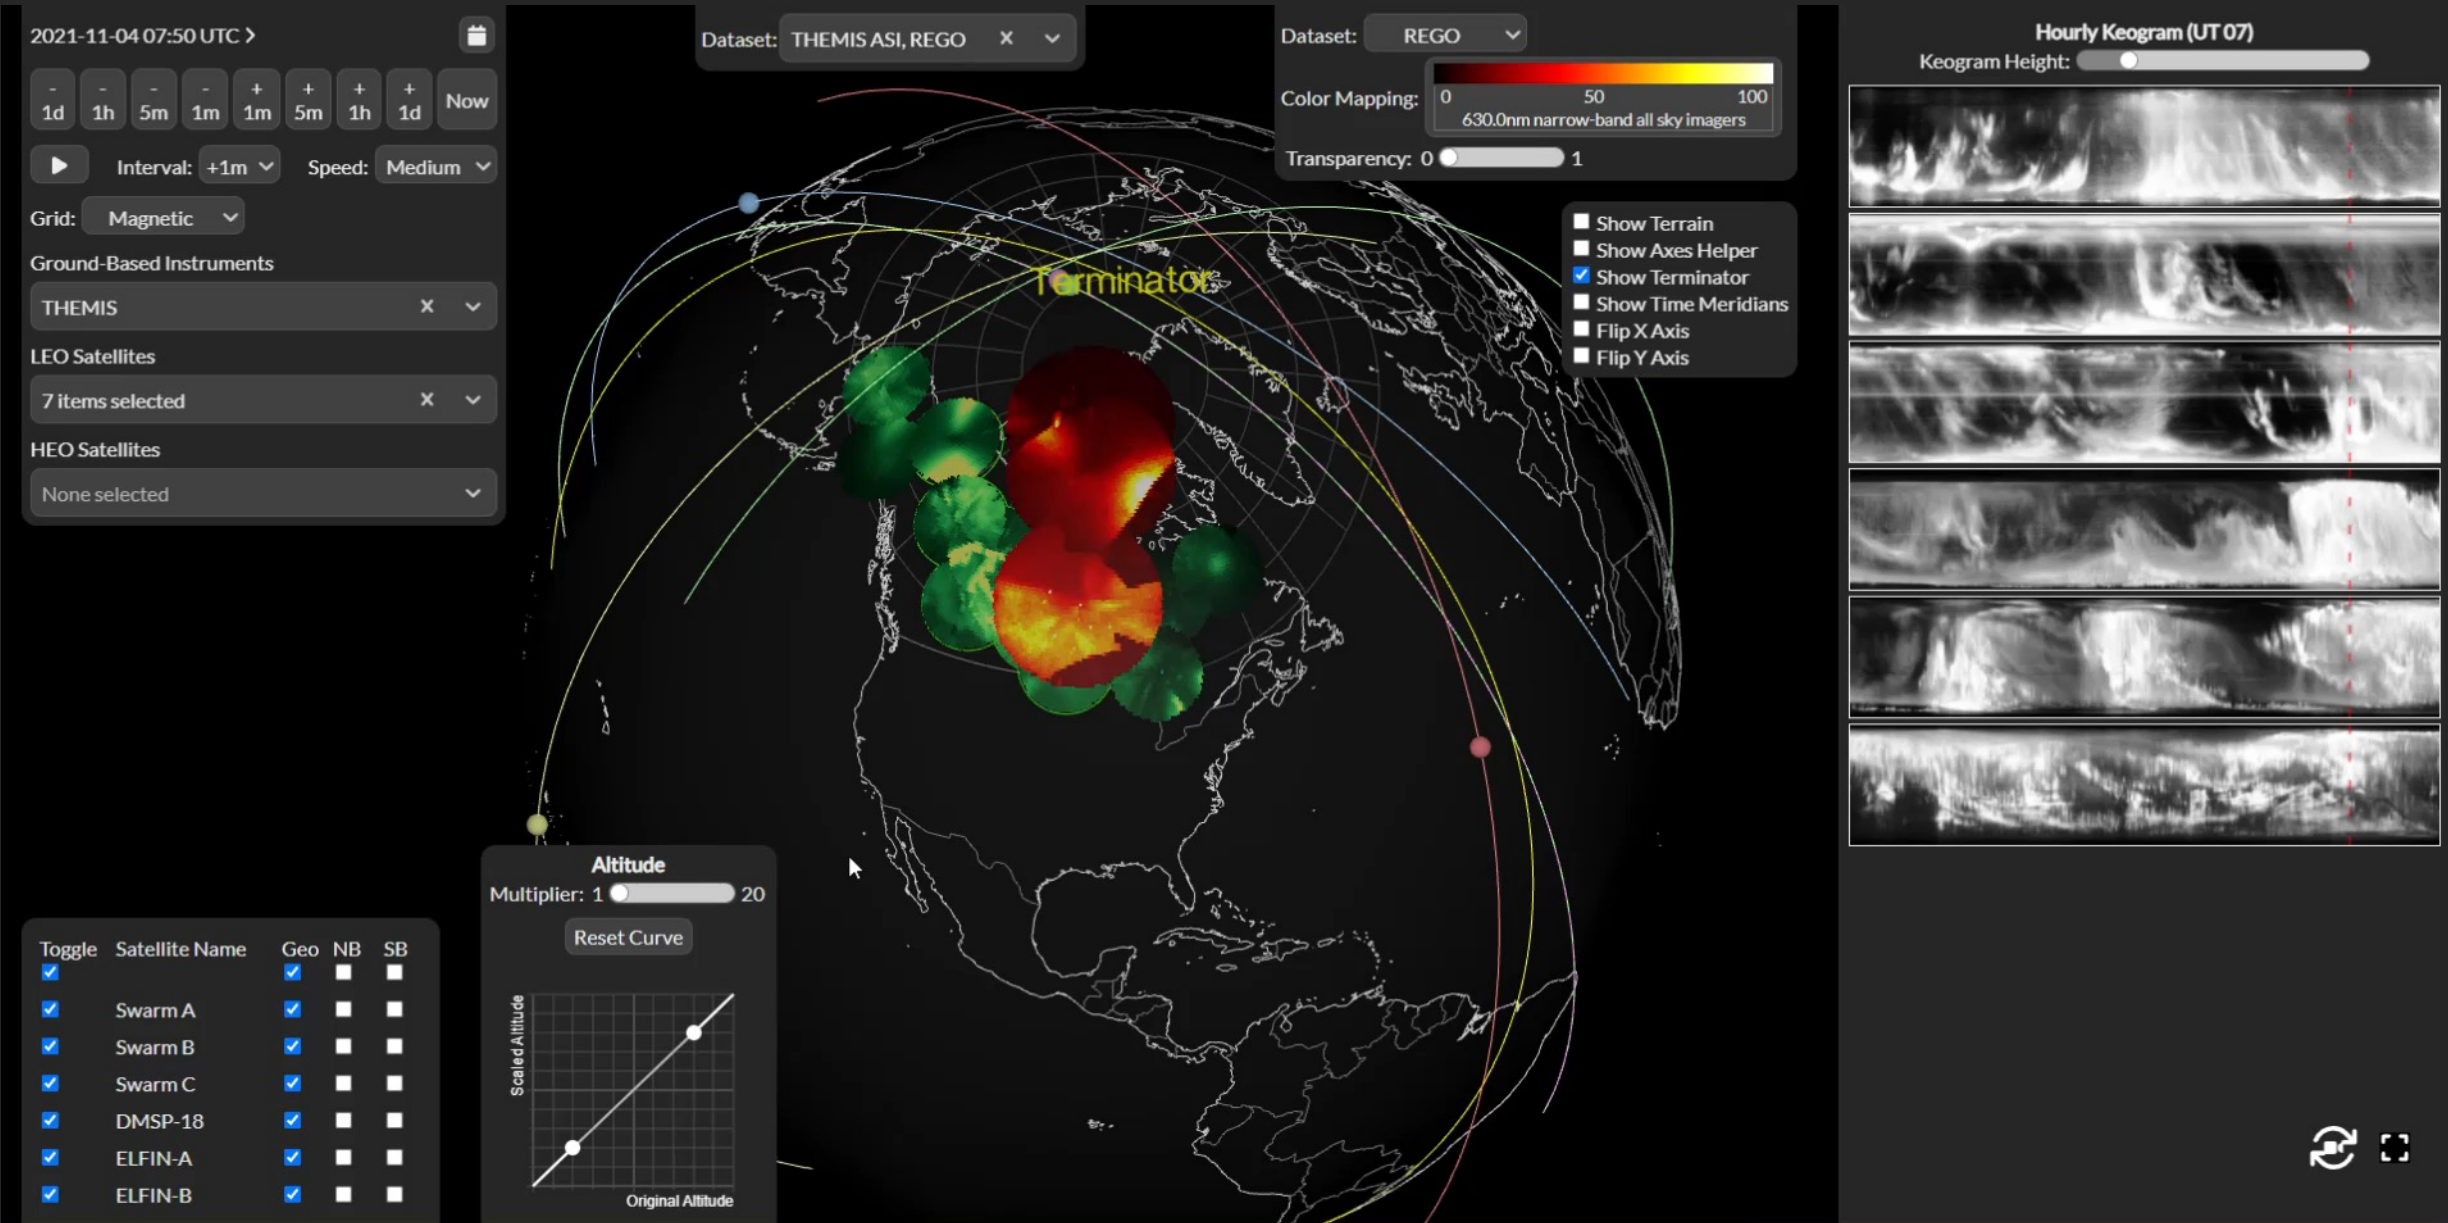 2021-11-04 07:50 UTC
- 1d
- 1h
- 5m
- 1m
+ 1m
+ 5m
+ 1h
+ 1d
Now
Interval: +1m Speed: Medium
Grid: Magnetic
Ground-Based Instruments
THEMIS
LEO Satellites
7 items selected
HEO Satellites
None selected
Dataset: THEMIS ASI, REGO
Dataset: REGO
Color Mapping: 0 50 100
630.0nm narrow-band all sky imagers
Transparency: 0 1
Show Terrain
Show Axes Helper
Show Terminator
Show Time Meridians
Flip X Axis
Flip Y Axis
Terminator
Hourly Keogram (UT 07)
Keogram Height:
Toggle Satellite Name Geo NB SB
Swarm A
Swarm B
Swarm C
DMSP-18
ELFIN-A
ELFIN-B
Altitude
Multiplier: 1 20
Reset Curve
Scaled Altitude
Original Altitude